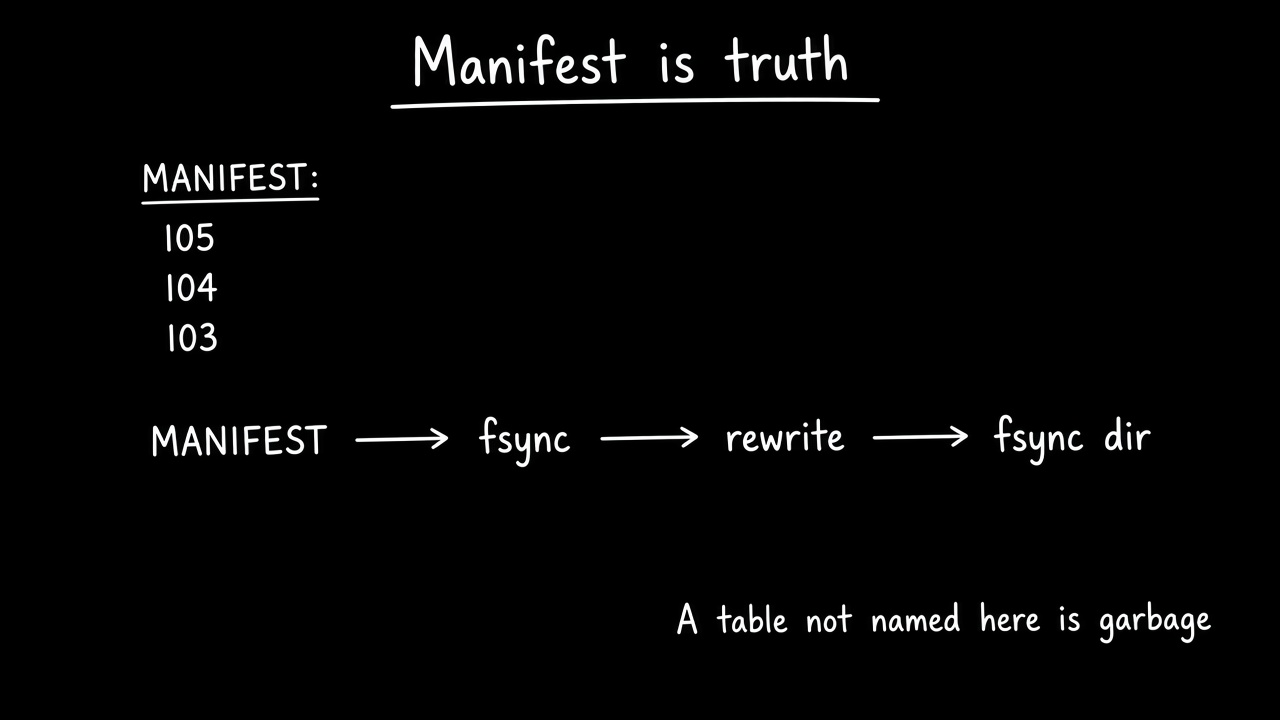 Manifest is truth
MANIFEST:
105
104
103
MANIFEST → fsync → rewrite → fsync dir
A table not named here is garbage